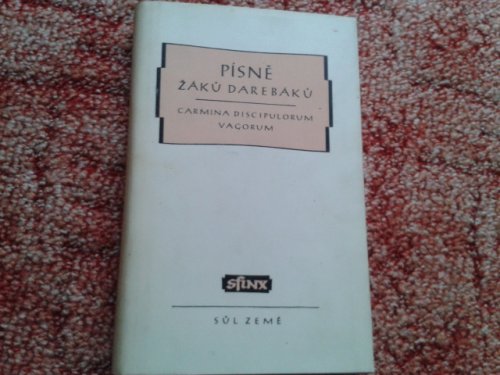 PÍSNĚ
ŽÁKŮ DAREBÁKŮ
CARMINA DISCIPULORUM
VAGORUM
SfINX
SŮL ZEMĚ